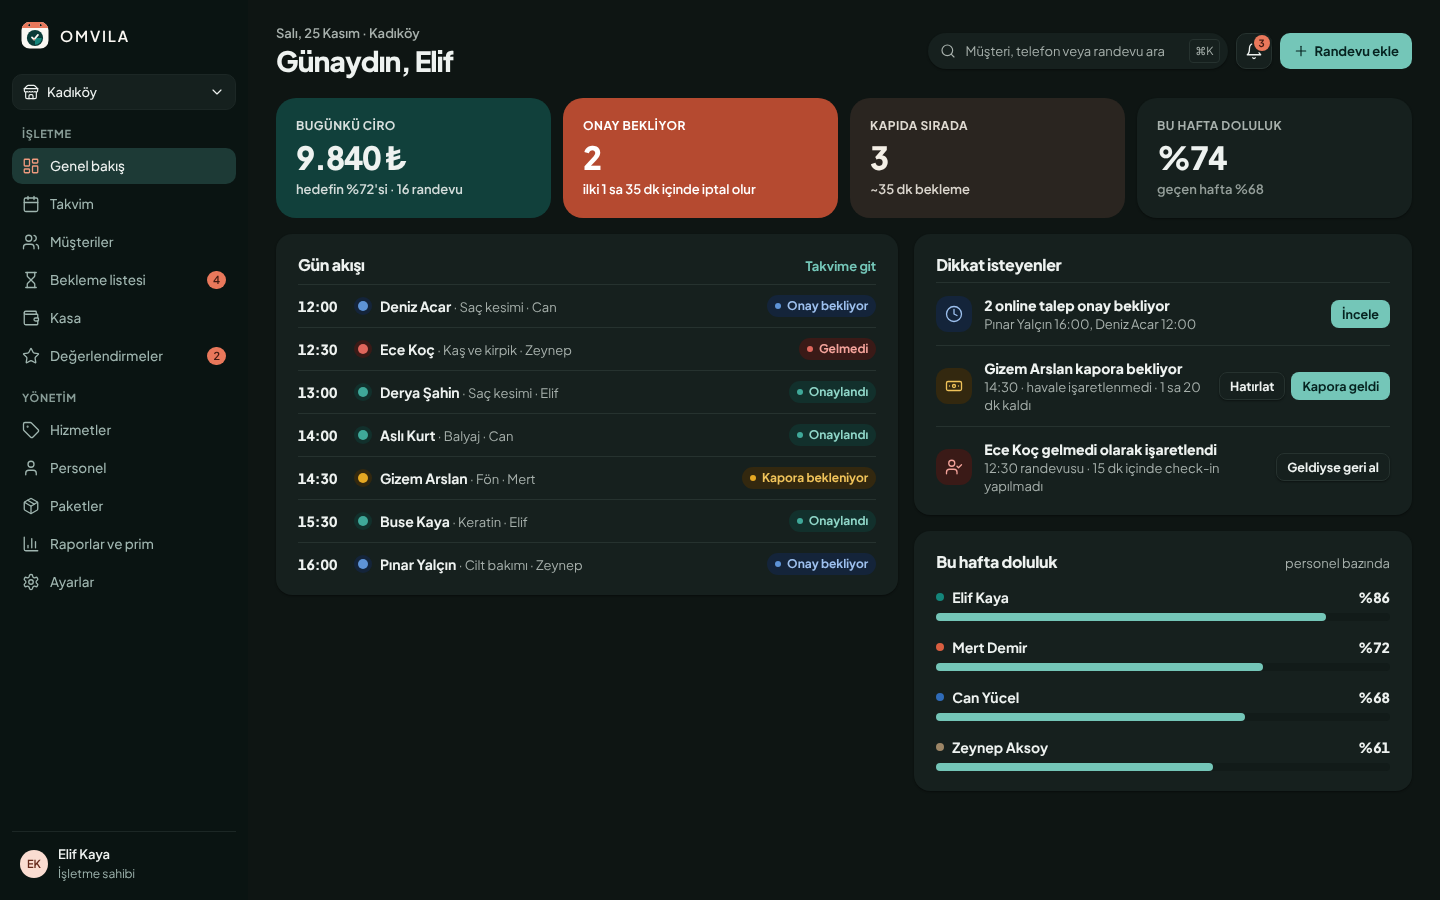 OMVILA
Kadıköy
İŞLETME
Genel bakış
Takvim
Müşteriler
Bekleme listesi 4
Kasa
Değerlendirmeler 2
YÖNETİM
Hizmetler
Personel
Paketler
Raporlar ve prim
Ayarlar
EK
Elif Kaya
İşletme sahibi
Salı, 25 Kasım · Kadıköy
Günaydın, Elif
Müşteri, telefon veya randevu ara ⌘K
3
Randevu ekle
BUGÜNKÜ CİRO
9.840 ₺
hedefin %72'si · 16 randevu
ONAY BEKLİYOR
2
ilki 1 sa 35 dk içinde iptal olur
KAPIDA SIRADA
3
~35 dk bekleme
BU HAFTA DOLULUK
%74
geçen hafta %68
Gün akışı Takvime git
12:00 Deniz Acar · Saç kesimi · Can Onay bekliyor
12:30 Ece Koç · Kaş ve kirpik · Zeynep Gelmedi
13:00 Derya Şahin · Saç kesimi · Elif Onaylandı
14:00 Aslı Kurt · Balyaj · Can Onaylandı
14:30 Gizem Arslan · Fön · Mert Kapora bekleniyor
15:30 Buse Kaya · Keratin · Elif Onaylandı
16:00 Pınar Yalçın · Cilt bakımı · Zeynep Onay bekliyor
Dikkat isteyenler
2 online talep onay bekliyor
Pınar Yalçın 16:00, Deniz Acar 12:00
İncele
Gizem Arslan kapora bekliyor
14:30 · havale işaretlenmedi · 1 sa 20
dk kaldı
Hatırlat Kapora geldi
Ece Koç gelmedi olarak işaretlendi
12:30 randevusu · 15 dk içinde check-in
yapılmadı
Geldiyse geri al
Bu hafta doluluk personel bazında
Elif Kaya %86
Mert Demir %72
Can Yücel %68
Zeynep Aksoy %61